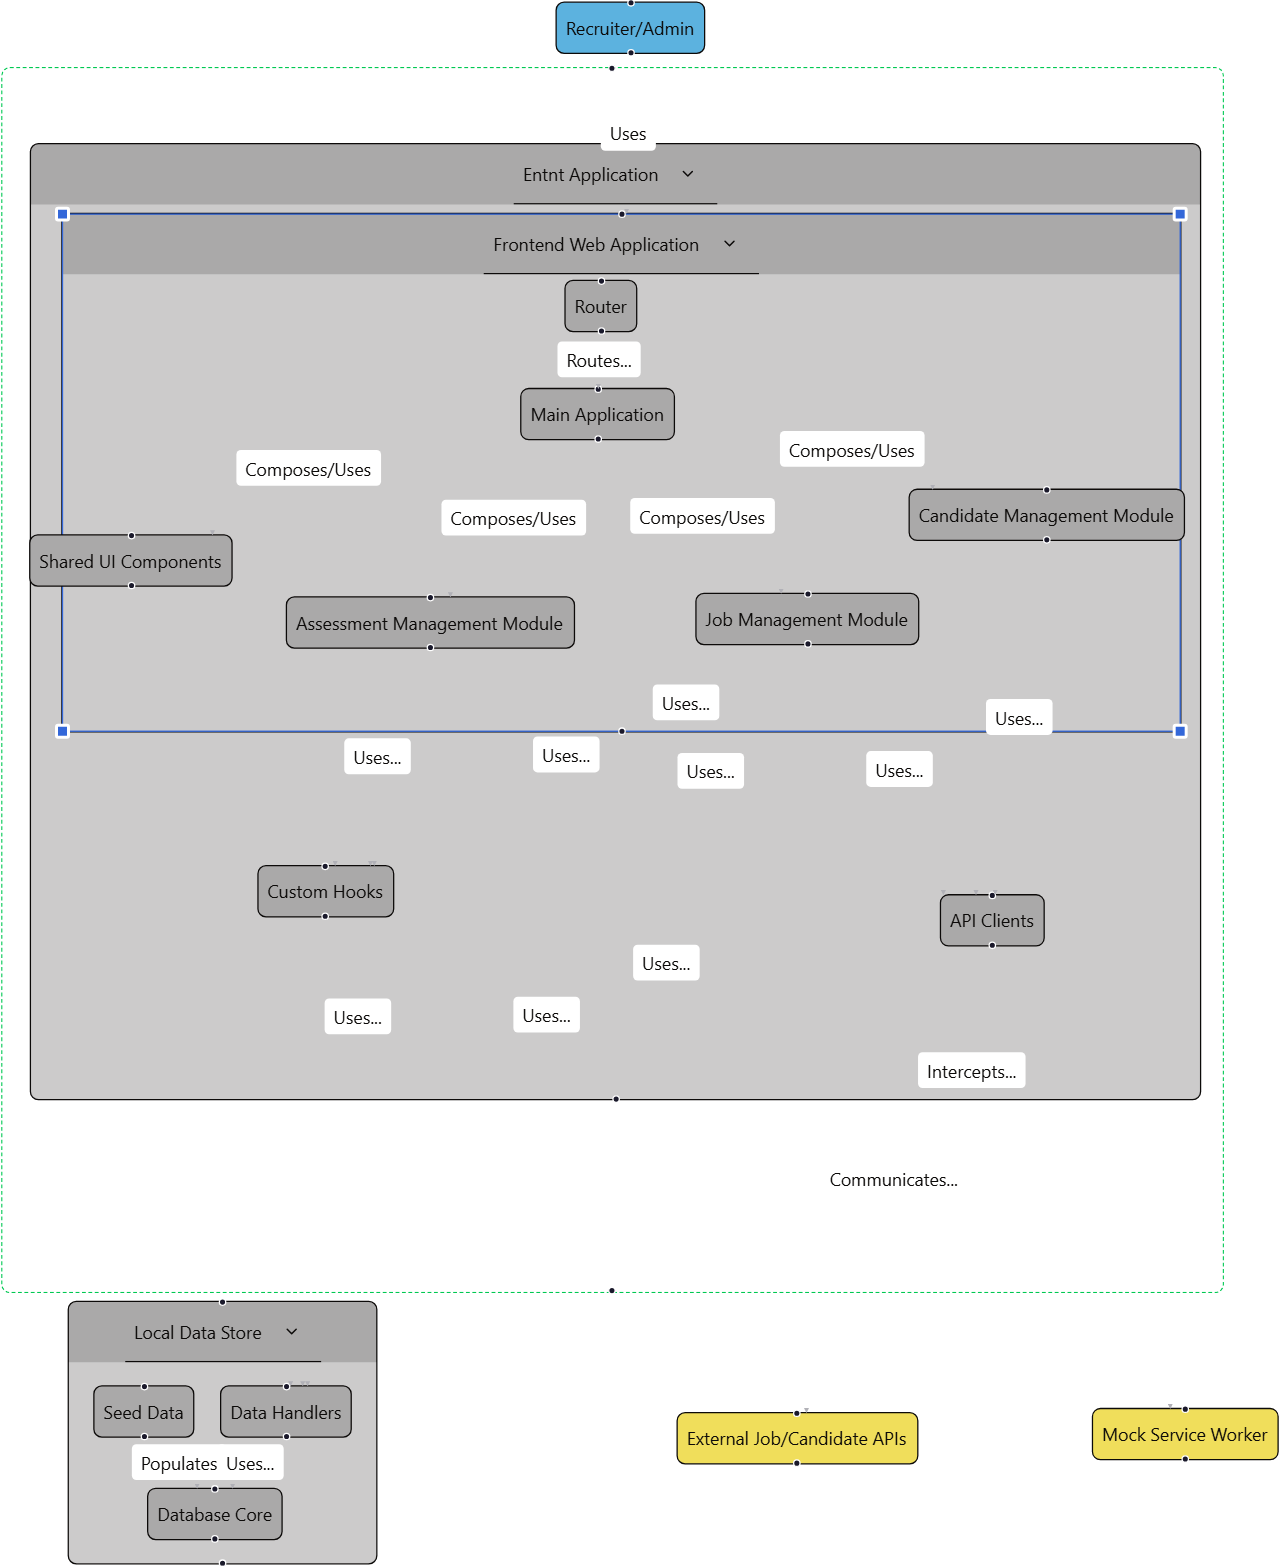 Recruiter/Admin
Uses
Entnt Application
Frontend Web Application
Router
Routes...
Main Application
Composes/Uses
Composes/Uses
Composes/Uses
Composes/Uses
Candidate Management Module
Shared UI Components
Assessment Management Module
Job Management Module
Uses...
Uses...
Uses...
Uses...
Uses...
Uses...
Custom Hooks
API Clients
Uses...
Uses...
Uses...
Intercepts...
Communicates...
Local Data Store
Seed Data
Data Handlers
Populates
Uses...
Database Core
External Job/Candidate APIs
Mock Service Worker